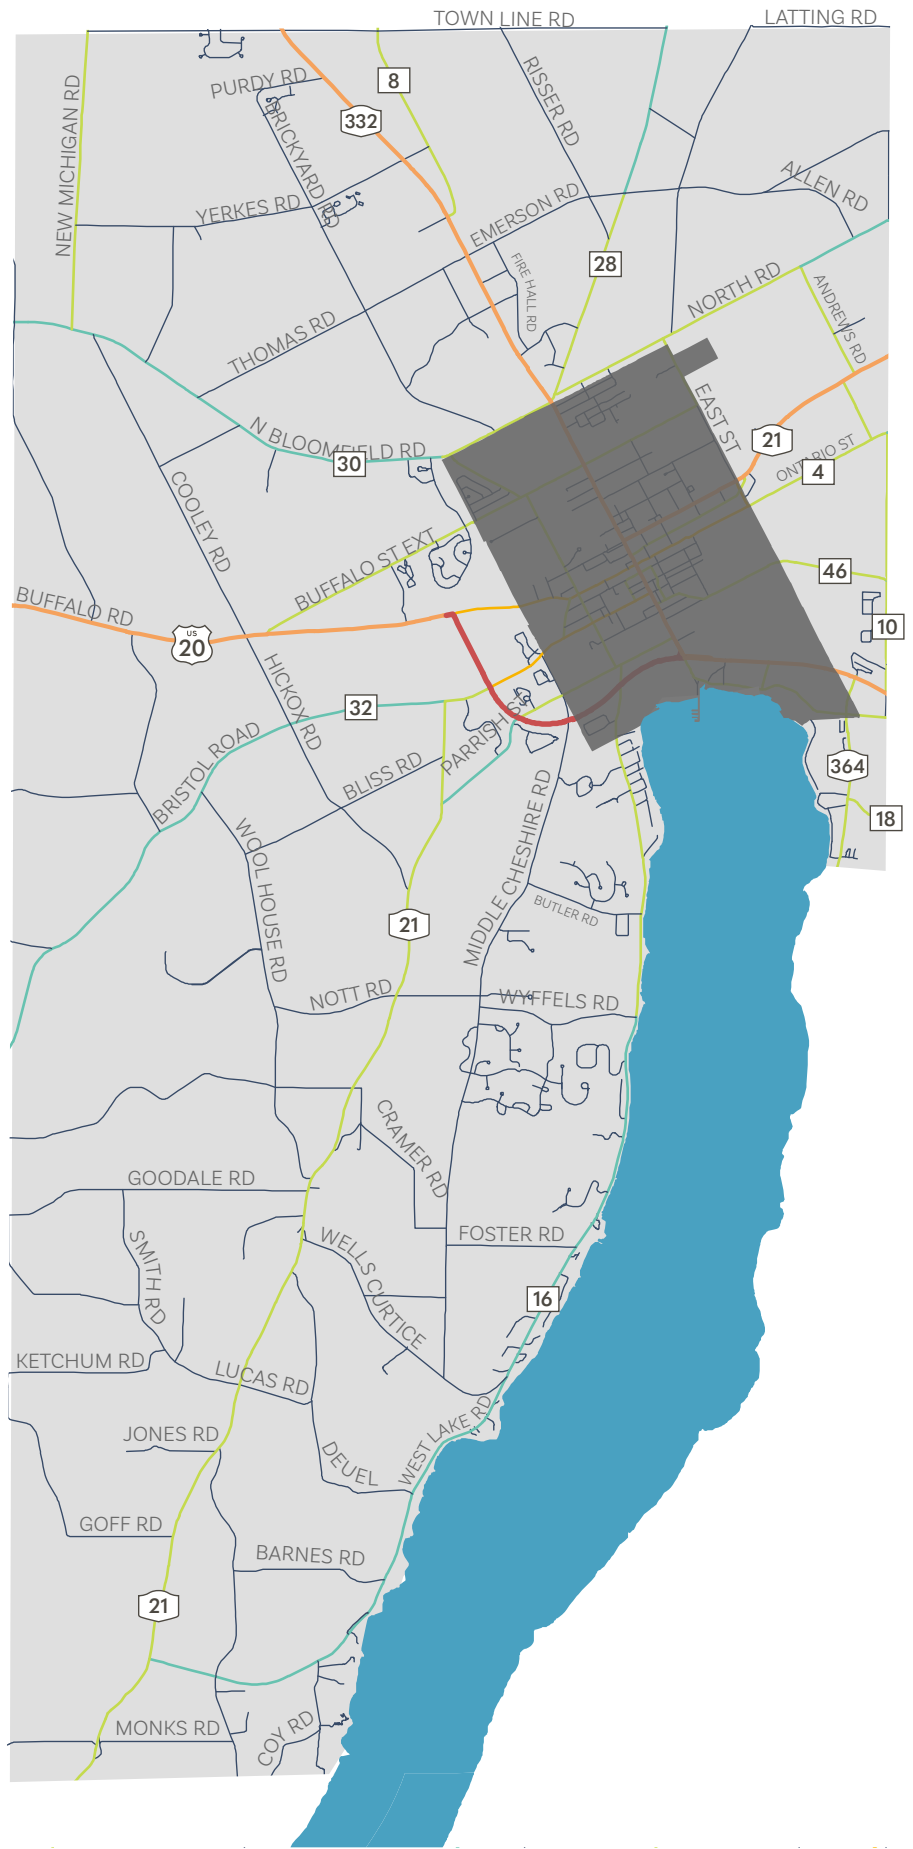 TOWN LINE RD
LATTING RD
NEW MICHIGAN RD
PURDY RD
8
332
RISSER RD
BRICKYARD RD
YERKES RD
EMERSON RD
ALLEN RD
FIRE HALL RD
28
NORTH RD
ANDREWS RD
THOMAS RD
EAST ST
N BLOOMFIELD RD
30
21
ONTARIO ST
4
COOLEY RD
BUFFALO ST EXT
46
BUFFALO RD
US
20
10
HICKOX RD
32
PARRISH ST
BRISTOL ROAD
BLISS RD
364
18
WOOL HOUSE RD
MIDDLE CHESHIRE RD
BUTLER RD
21
NOTT RD
WYFFELS RD
CRAMER RD
GOODALE RD
SMITH RD
WELLS CURTICE
FOSTER RD
16
KETCHUM RD
LUCAS RD
JONES RD
DEUEL
WEST LAKE RD
GOFF RD
BARNES RD
21
MONKS RD
COY RD